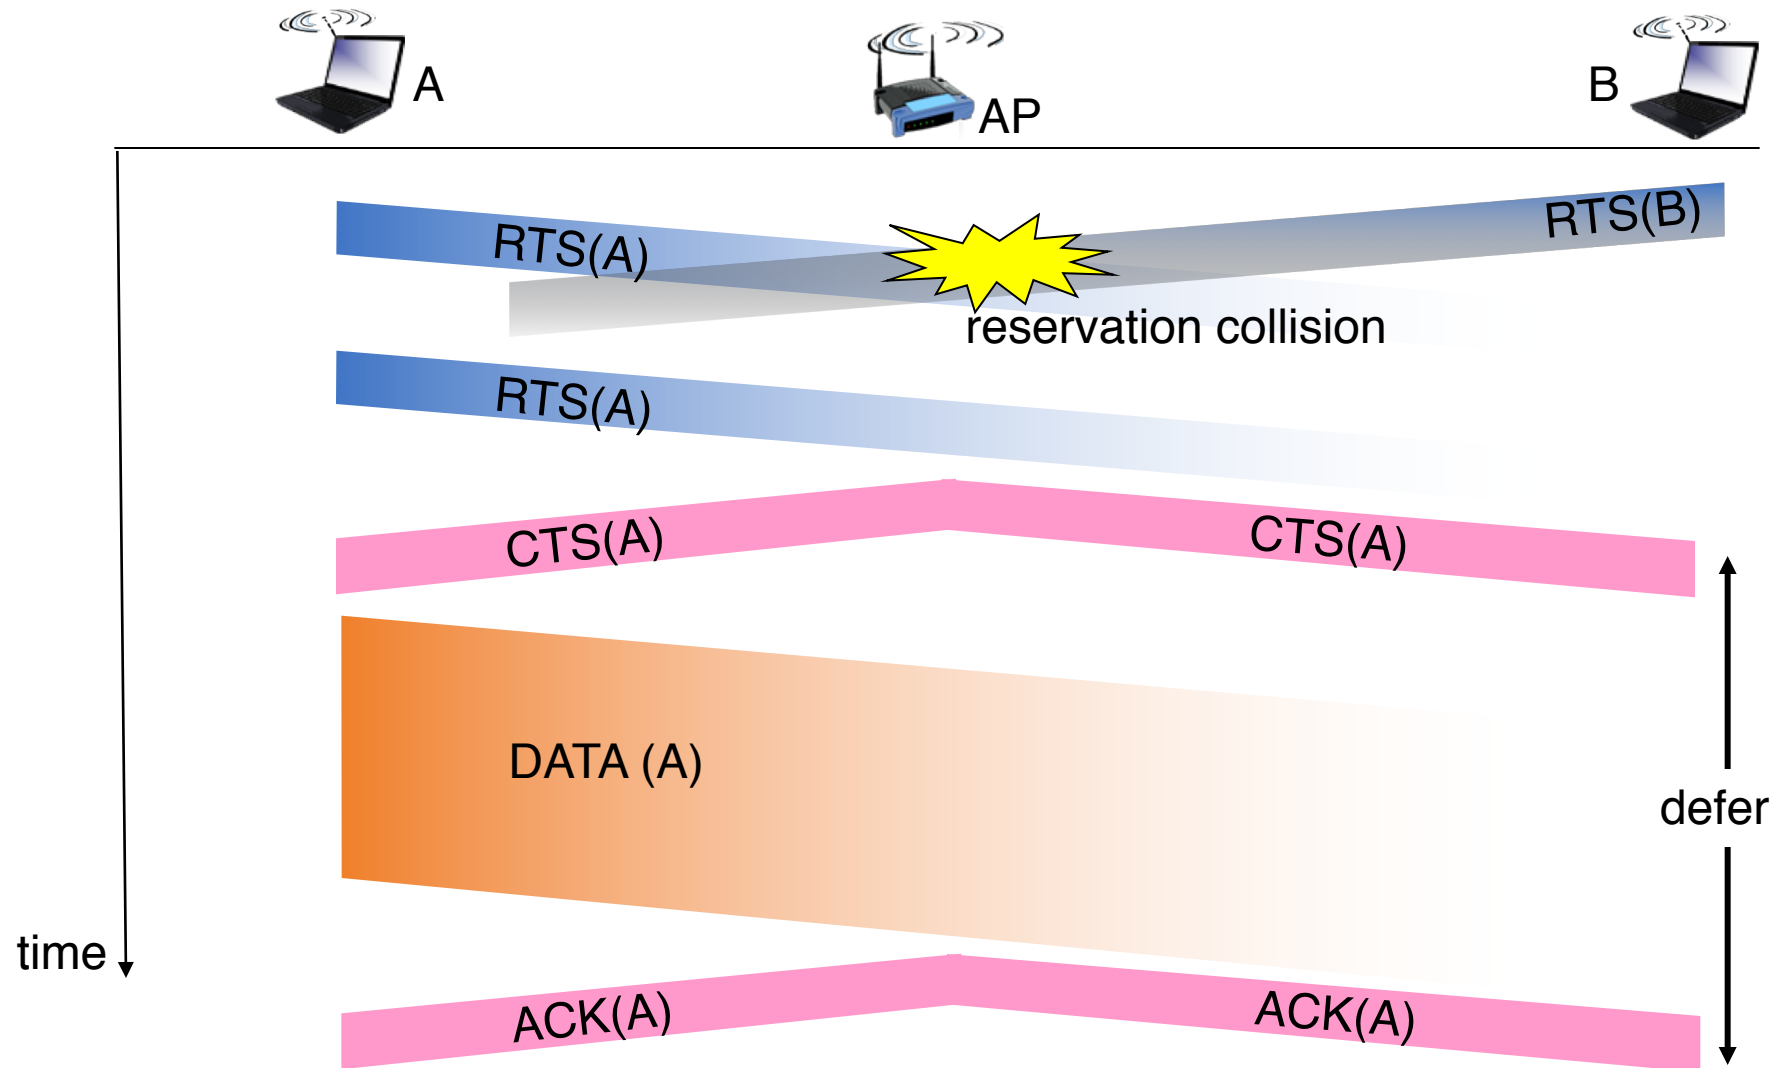 A
AP
B
RTS(A)
RTS(B)
reservation collision
RTS(A)
CTS(A)
CTS(A)
DATA (A)
defer
time
ACK(A)
ACK(A)